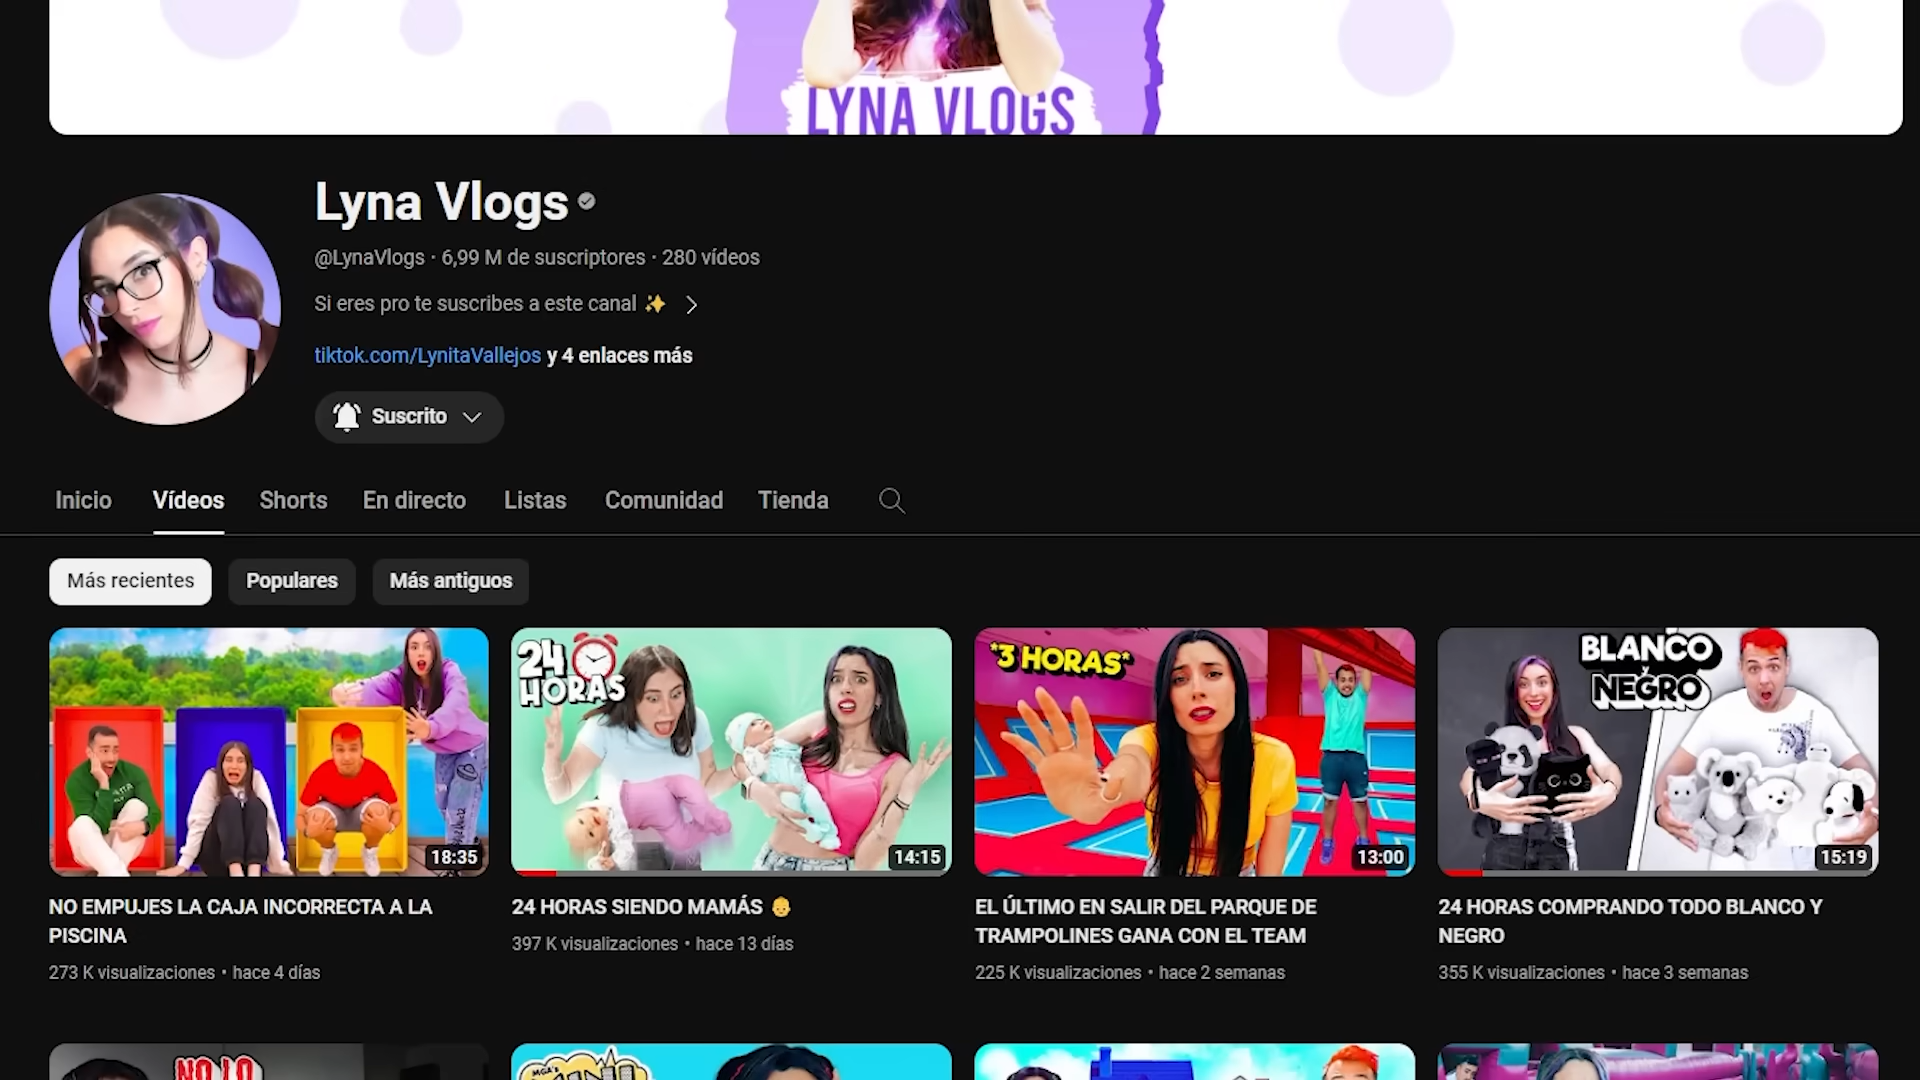 LYNA VLOGS
Lyna Vlogs
@LynaVlogs · 6,99 M de suscriptores · 280 vídeos
Si eres pro te suscribes a este canal ✨
tiktok.com/LynitaVallejos y 4 enlaces más
Suscrito
Inicio Vídeos Shorts En directo Listas Comunidad Tienda
Más recientes Populares Más antiguos
24
HORAS
*3 HORAS*
BLANCO
Y
NEGRO
18:35
14:15
13:00
15:19
NO EMPUJES LA CAJA INCORRECTA A LA
PISCINA
273 K visualizaciones • hace 4 días
24 HORAS SIENDO MAMÁS 👶
397 K visualizaciones • hace 13 días
EL ÚLTIMO EN SALIR DEL PARQUE DE
TRAMPOLINES GANA CON EL TEAM
225 K visualizaciones • hace 2 semanas
24 HORAS COMPRANDO TODO BLANCO Y
NEGRO
355 K visualizaciones • hace 3 semanas
NO LO
MGA's